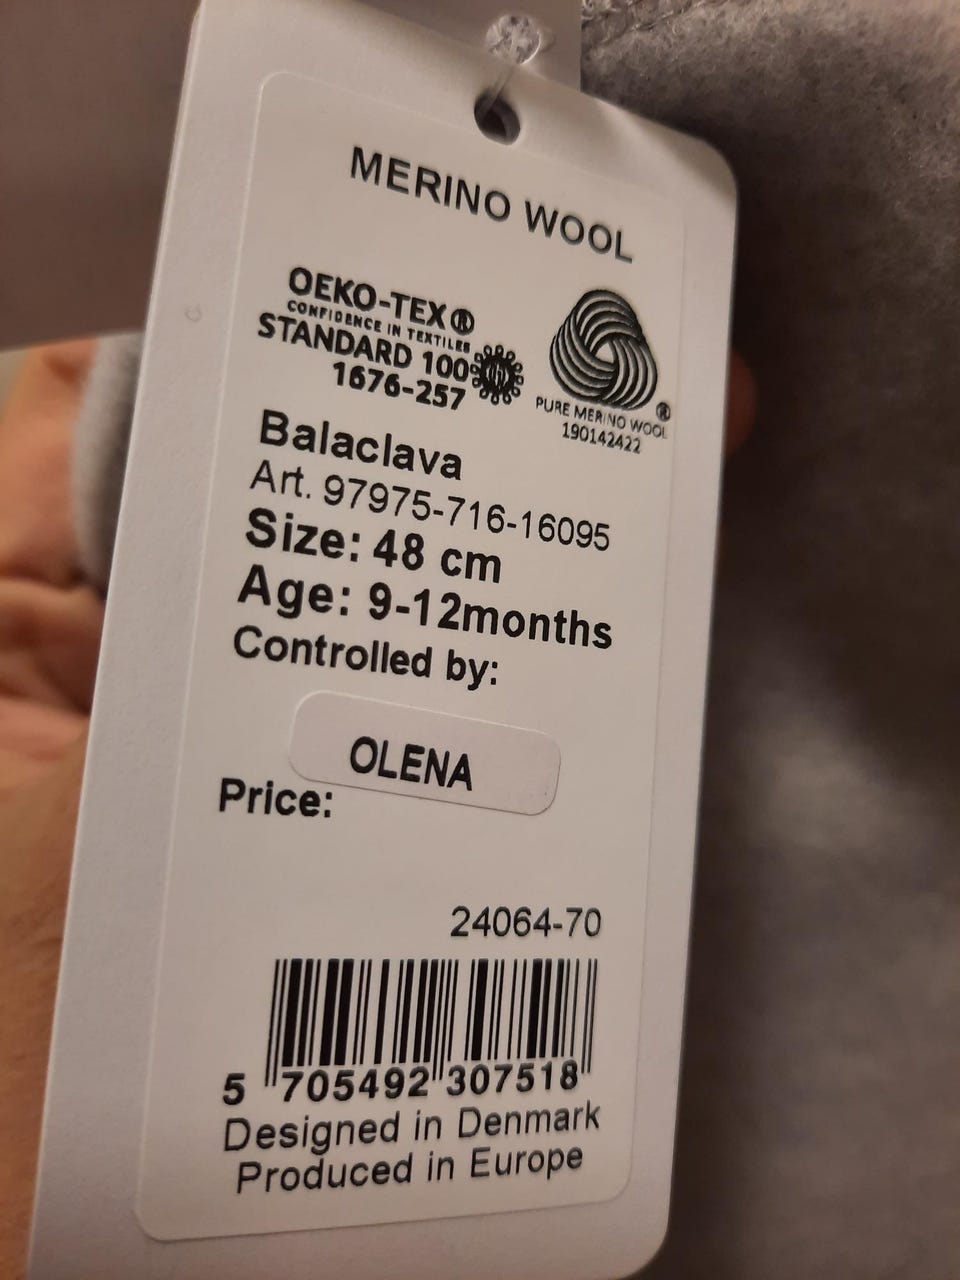 MERINO WOOL
OEKO-TEX®
CONFIDENCE IN TEXTILES
STANDARD 100
1676-257
®
PURE MERINO WOOL
190142422
Balaclava
Art. 97975-716-16095
Size: 48 cm
Age: 9-12months
Controlled by:
OLENA
Price:
24064-70
5 705492 307518
Designed in Denmark
Produced in Europe